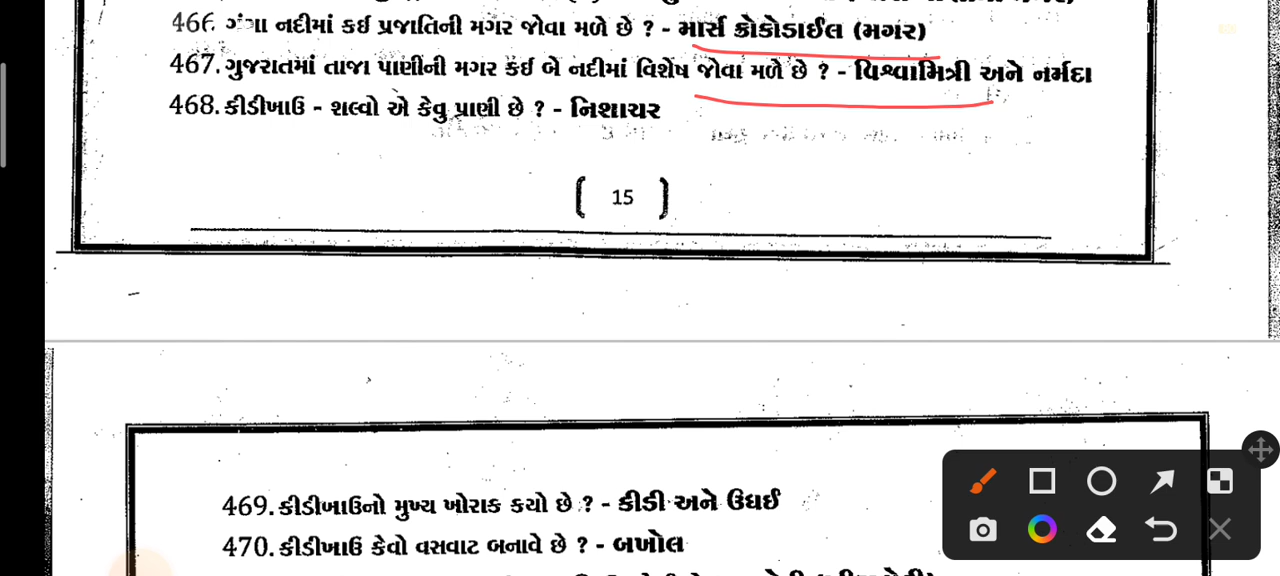 466. ગંગા નદીમાં કઈ પ્રજાતિની મગર જોવા મળે છે ? - માર્સ ક્રોકોડાઈલ (મગર)
467. ગુજરાતમાં તાજા પાણીની મગર કઈ બે નદીમાં વિશેષ જોવા મળે છે ? - વિશ્વામિત્રી અને નર્મદા
468. કીડીખાઉ - શલ્વો એ કેવુ પ્રાણી છે ? - નિશાચર
( 15 )
469. કીડીખાઉનો મુખ્ય ખોરાક કયો છે ? - કીડી અને ઉધઈ
470. કીડીખાઉ કેવો વસવાટ બનાવે છે ? - બખોલ